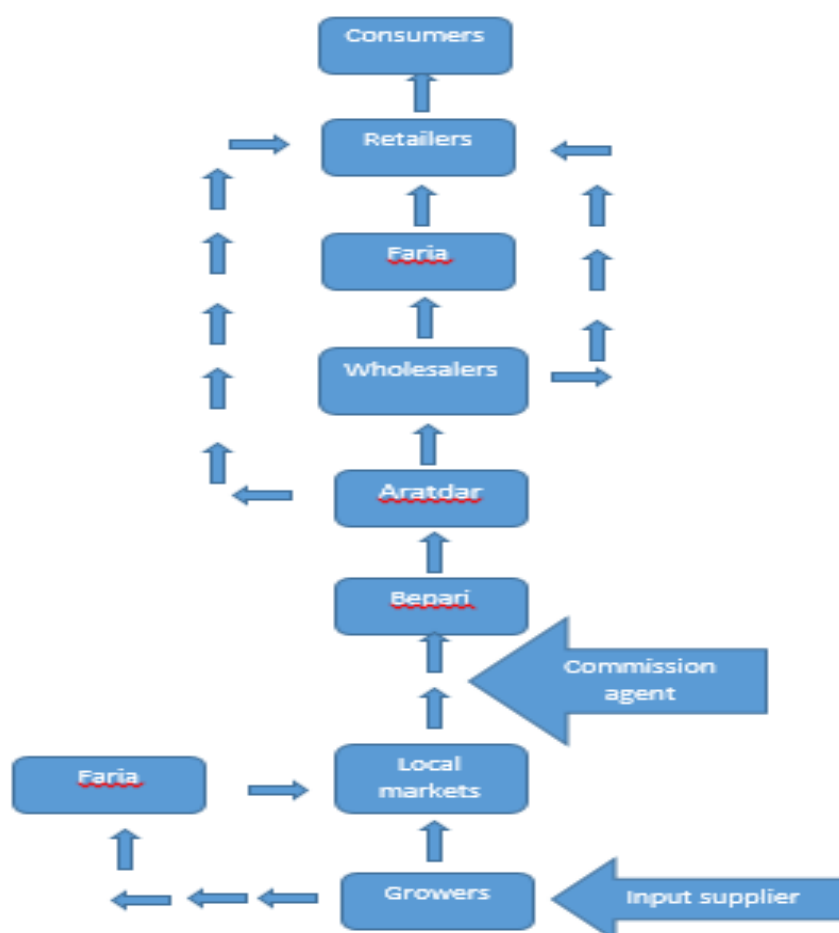 Consumers
Retailers
Faria
Wholesalers
Aratdar
Bepari
Commission
agent
Local
markets
Faria
Growers
Input supplier